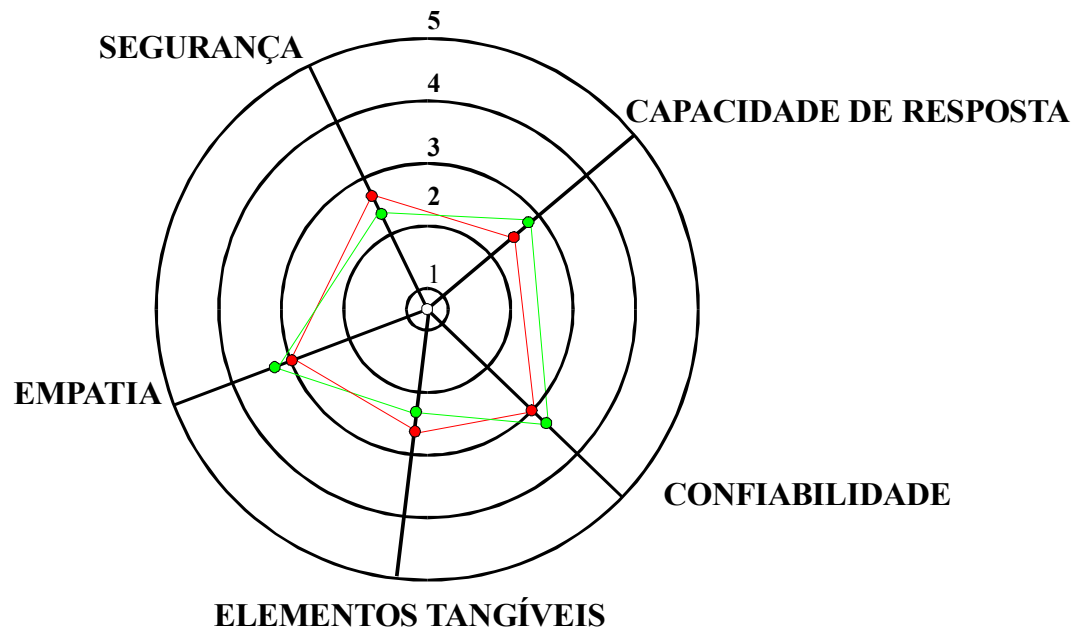 5
SEGURANÇA
4
CAPACIDADE DE RESPOSTA
3
2
1
EMPATIA
CONFIABILIDADE
ELEMENTOS TANGÍVEIS